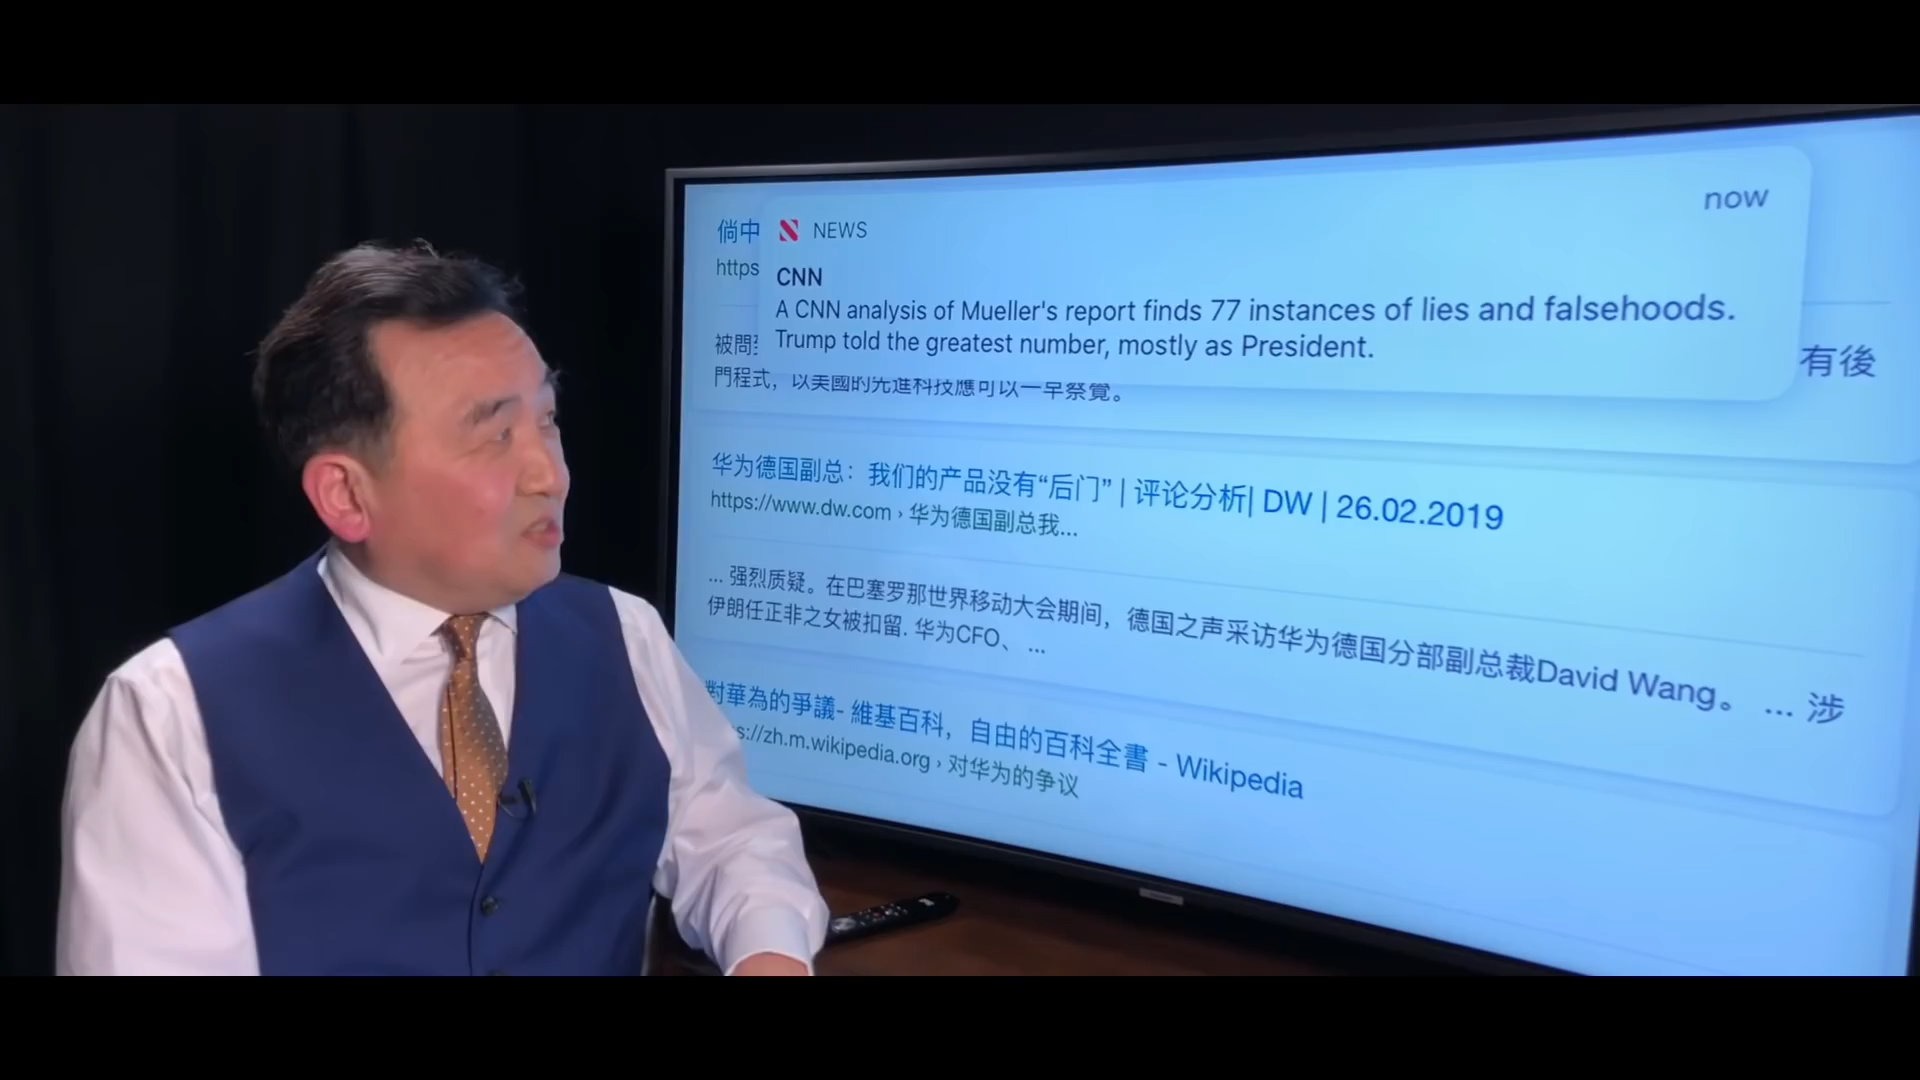 now
NEWS
倘中
https
CNN
A CNN analysis of Mueller's report finds 77 instances of lies and falsehoods.
Trump told the greatest number, mostly as President.
被問
有後
門程式，以美國的先進科技應可以一早察覺。
华为德国副总：我们的产品没有“后门” | 评论分析| DW | 26.02.2019
https://www.dw.com › 华为德国副总我...
... 强烈质疑。在巴塞罗那世界移动大会期间，德国之声采访华为德国分部副总裁David Wang。 ... 涉
伊朗任正非之女被扣留. 华为CFO、 ...
對華為的爭議- 維基百科，自由的百科全書 - Wikipedia
s://zh.m.wikipedia.org › 对华为的争议